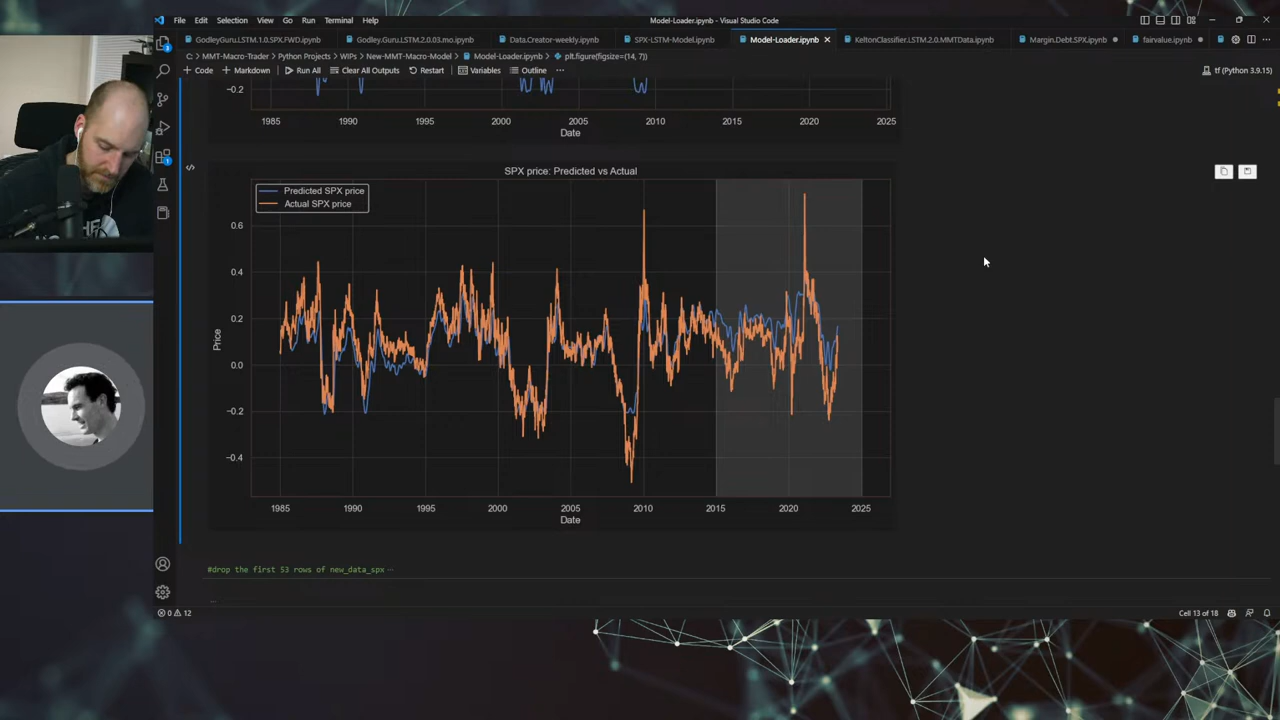 File Edit Selection View Go Run Terminal Help
Model-Loader.ipynb - Visual Studio Code
GodleyGuru.LSTM.1.0.SPX.FWD.ipynb Godley.Guru.LSTM.2.0.03.mo.ipynb Data.Creator-weekly.ipynb SPX-LSTM-Model.ipynb Model-Loader.ipynb KeltonClassifier.LSTM.2.0.MMTData.ipynb Margin.Debt.SPX.ipynb fairvalue.ipynb
C: > MMT-Macro-Trader > Python Projects > WIPs > New-MMT-Macro-Model > Model-Loader.ipynb > plt.figure(figsize=(14, 7))
+ Code + Markdown Run All Clear All Outputs Restart Variables Outline ...
tf (Python 3.9.15)
−0.2
1985 1990 1995 2000 2005 2010 2015 2020 2025
Date
SPX price: Predicted vs Actual
Predicted SPX price
Actual SPX price
0.6
0.4
0.2
0.0
−0.2
−0.4
Price
1985 1990 1995 2000 2005 2010 2015 2020 2025
Date
#drop the first 53 rows of new_data_spx
0 12
Cell 13 of 18